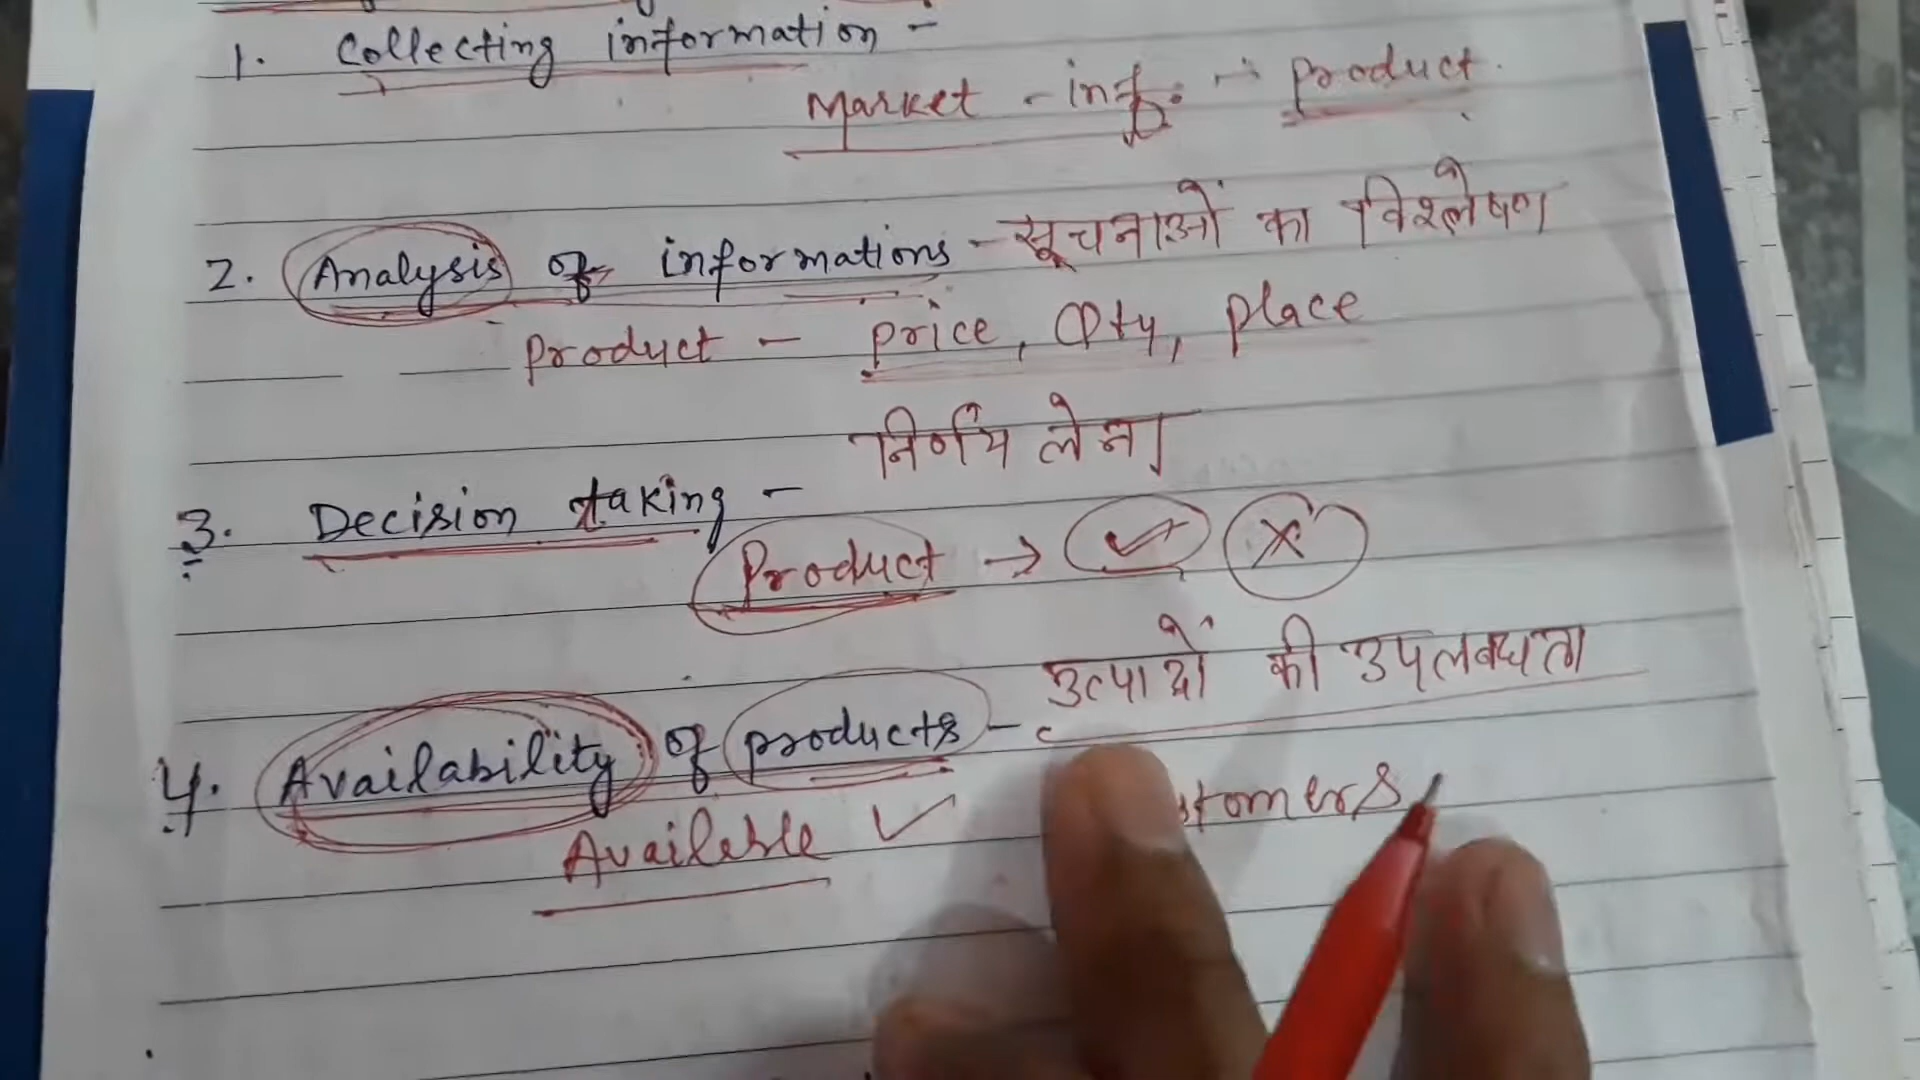 1. Collecting information -
Market - inf. → Product.
2. Analysis of informations - सूचनाओं का विश्लेषण
Product - price, Qty, place
निर्णय लेना
3. Decision taking -
Product → ✓ ×
उत्पादों की उपलब्धता
4. Availability of products -
Available ✓ stomers